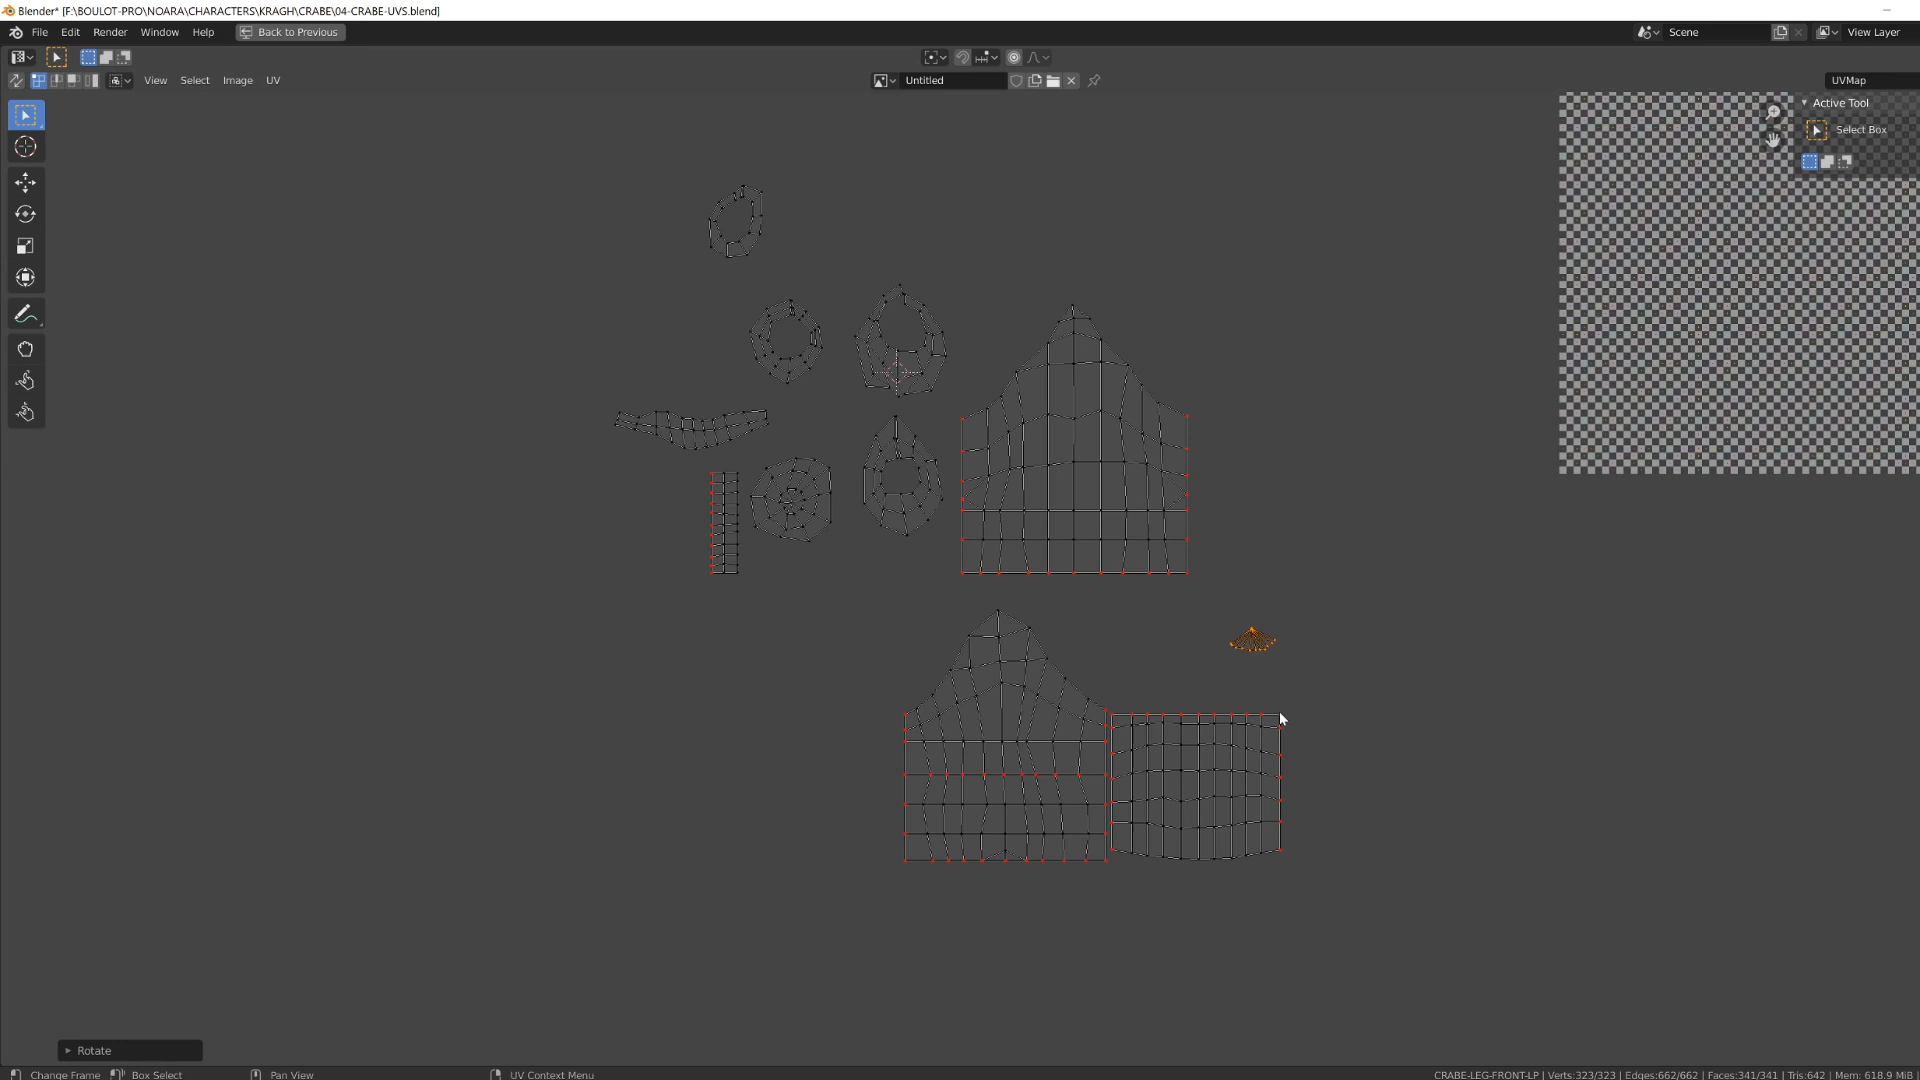 Blender* [F:\BOULOT-PRO\NOARA\CHARACTERS\KRAGH\CRABE\04-CRABE-UVS.blend]
File Edit Render Window Help Back to Previous Scene View Layer
View Select Image UV Untitled UVMap
Active Tool
Select Box
Rotate
Change Frame Box Select Pan View UV Context Menu CRABE-LEG-FRONT-LP | Verts:323/323 | Edges:662/662 | Faces:341/341 | Tris:642 | Mem: 618.9 MiB